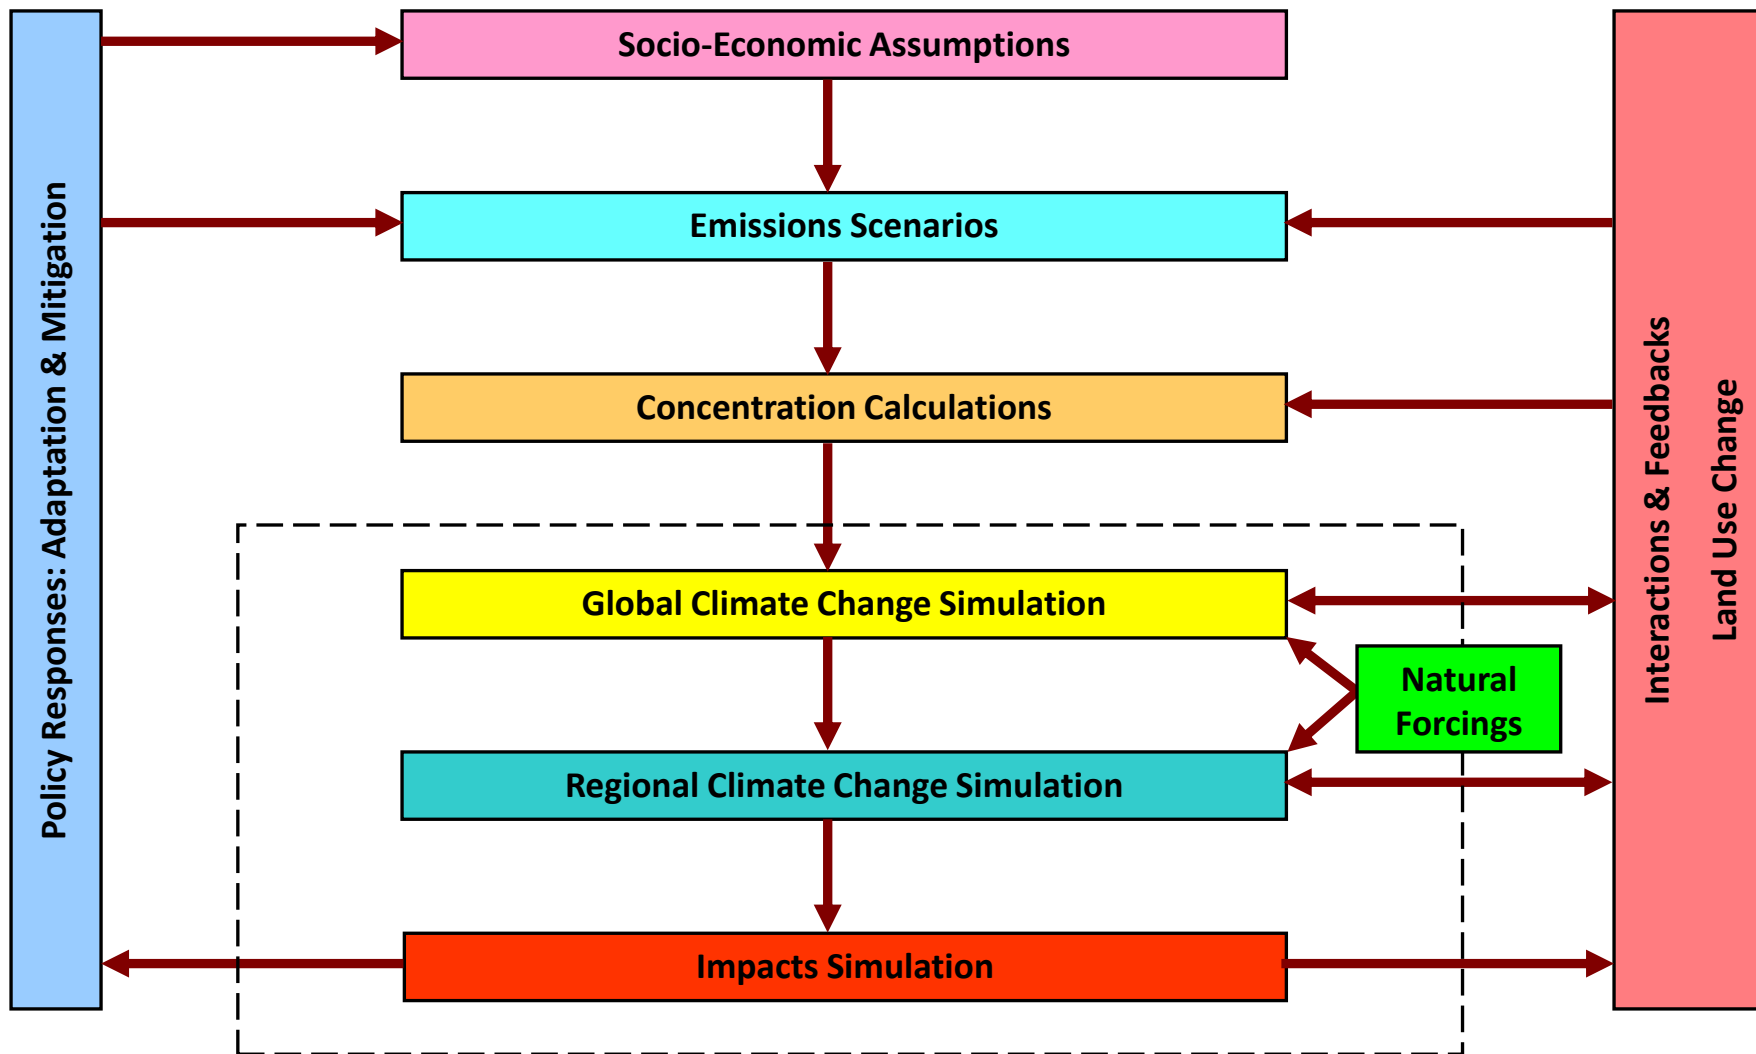 Socio-Economic Assumptions
Policy Responses: Adaptation & Mitigation
Emissions Scenarios
Concentration Calculations
Interactions & Feedbacks
Land Use Change
Global Climate Change Simulation
Natural
Forcings
Regional Climate Change Simulation
Impacts Simulation